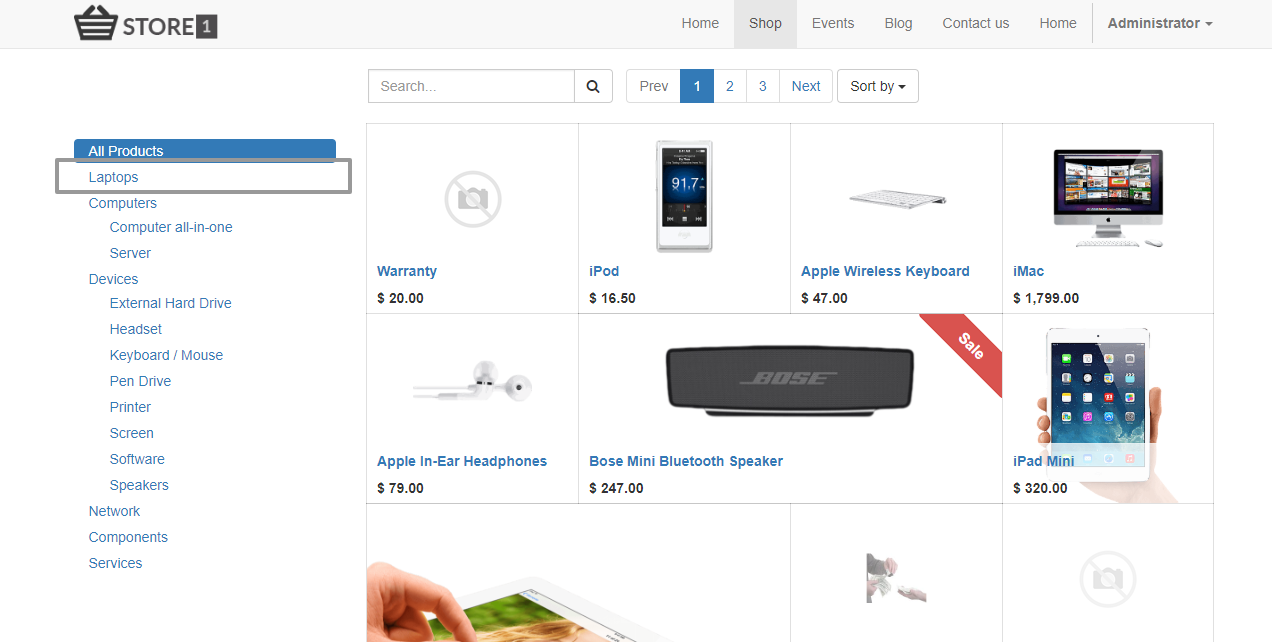 STORE 1
Home Shop Events Blog Contact us Home Administrator
Search... Prev 1 2 3 Next Sort by
All Products
Laptops
Computers
Computer all-in-one
Server
Devices
External Hard Drive
Headset
Keyboard / Mouse
Pen Drive
Printer
Screen
Software
Speakers
Network
Components
Services
91.7
Warranty iPod Apple Wireless Keyboard iMac
$ 20.00 $ 16.50 $ 47.00 $ 1,799.00
Sale
BOSE
Apple In-Ear Headphones Bose Mini Bluetooth Speaker iPad Mini
$ 79.00 $ 247.00 $ 320.00